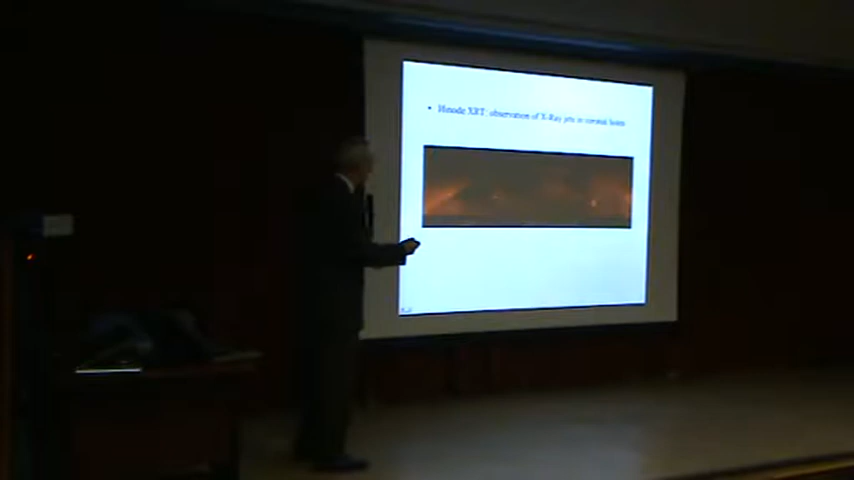 • Hinode XRT: observation of X-Ray jets in coronal holes